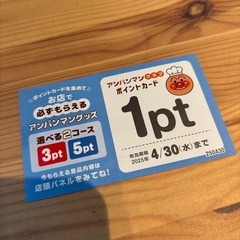 ポイントカードを集めて
お店で
必ずもらえる
アンパンマングッズ
選べる2コース
3pt
5pt
今もらえる景品内容は
店頭パネルをみてね!
アンパンマン
ポイントカード
1pt
有効期限
2025年 4/30(水)まで
250430